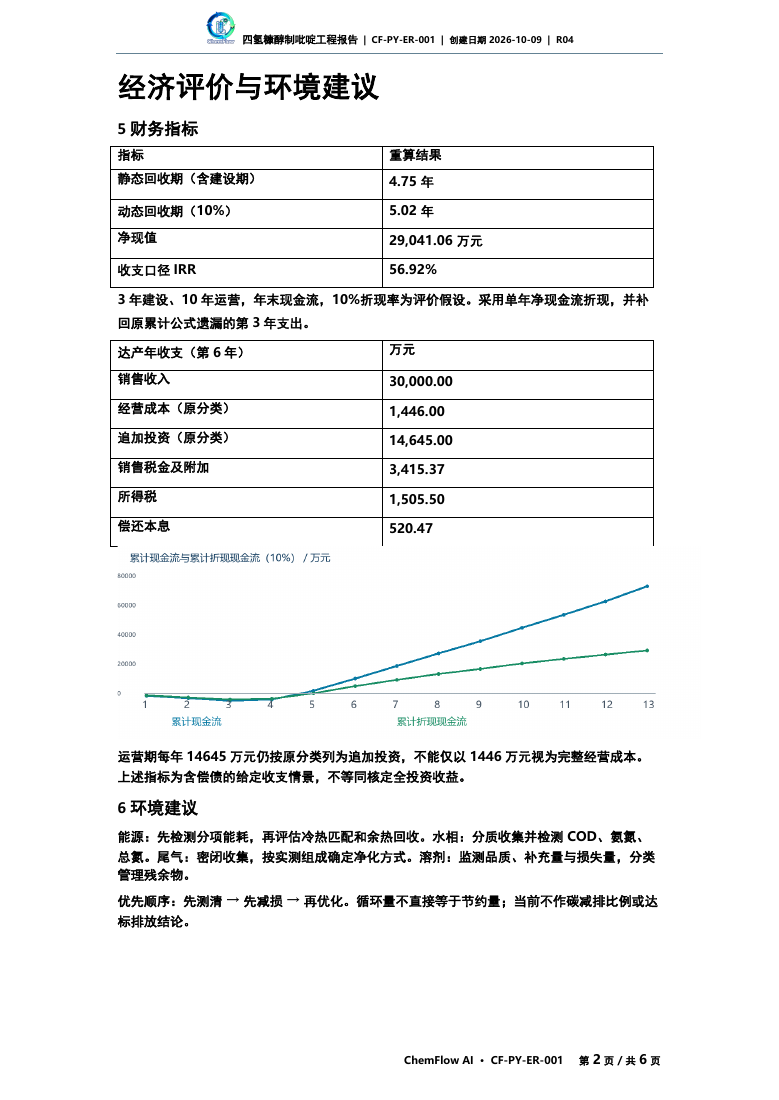 ChemFlow
四氢糠醇制吡啶工程报告 | CF-PY-ER-001 | 创建日期 2026-10-09 | R04
经济评价与环境建议
5 财务指标
指标 重算结果
静态回收期（含建设期） 4.75 年
动态回收期（10%） 5.02 年
净现值 29,041.06 万元
收支口径 IRR 56.92%
3 年建设、10 年运营，年末现金流，10%折现率为评价假设。采用单年净现金流折现，并补
回原累计公式遗漏的第 3 年支出。
达产年收支（第 6 年） 万元
销售收入 30,000.00
经营成本（原分类） 1,446.00
追加投资（原分类） 14,645.00
销售税金及附加 3,415.37
所得税 1,505.50
偿还本息 520.47
累计现金流与累计折现现金流（10%） / 万元
80000
60000
40000
20000
0
1 2 3 4 5 6 7 8 9 10 11 12 13
累计现金流 累计折现现金流
运营期每年 14645 万元仍按原分类列为追加投资，不能仅以 1446 万元视为完整经营成本。
上述指标为含偿债的给定收支情景，不等同核定全投资收益。
6 环境建议
能源：先检测分项能耗，再评估冷热匹配和余热回收。水相：分质收集并检测 COD、氨氮、
总氮。尾气：密闭收集，按实测组成确定净化方式。溶剂：监测品质、补充量与损失量，分类
管理残余物。
优先顺序：先测清 → 先减损 → 再优化。循环量不直接等于节约量；当前不作碳减排比例或达
标排放结论。
ChemFlow AI · CF-PY-ER-001 第 2 页 / 共 6 页